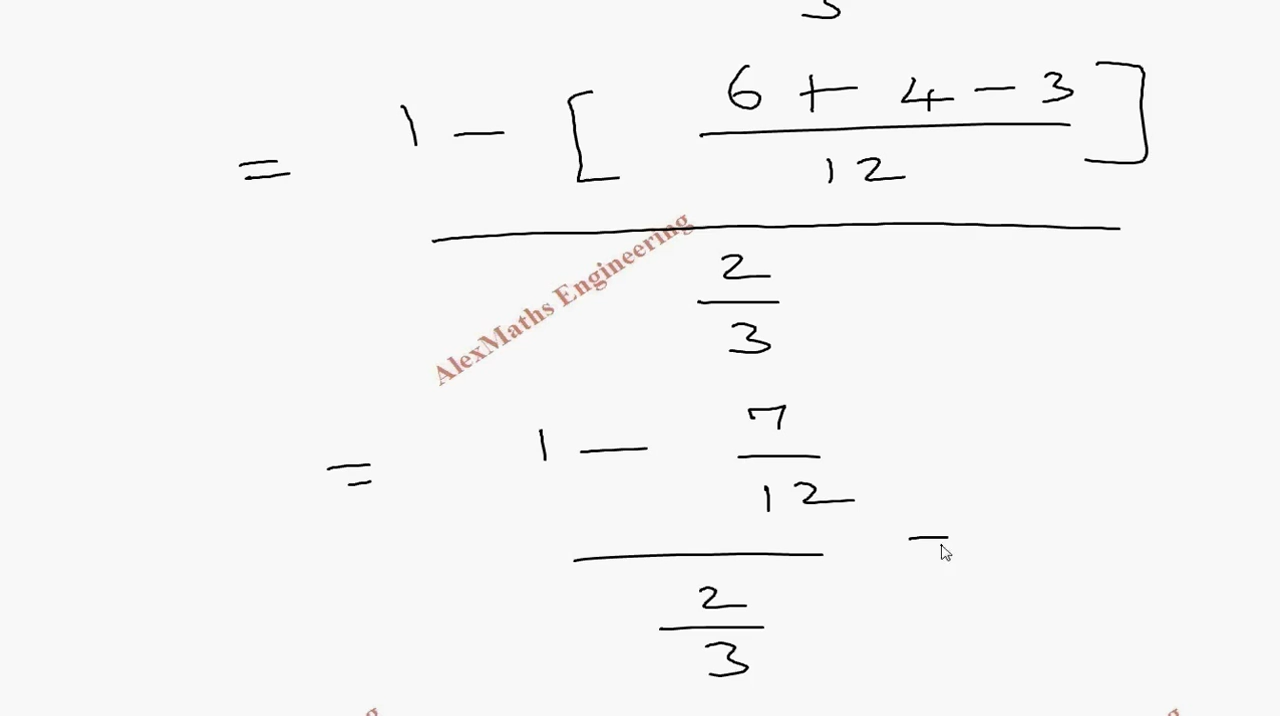 3
6 + 4 - 3
= 1 - [ ]
12
AlexMaths Engineering
2
3
7
= 1 -
12
-
2
3